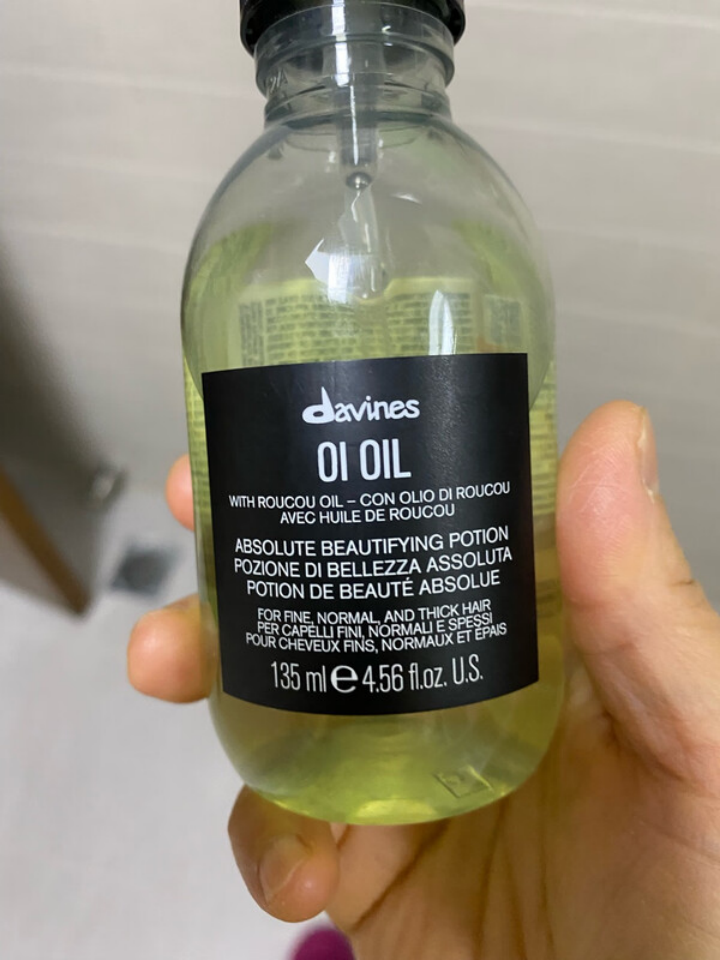 davines
OI OIL
WITH ROUCOU OIL – CON OLIO DI ROUCOU
AVEC HUILE DE ROUCOU
ABSOLUTE BEAUTIFYING POTION
POZIONE DI BELLEZZA ASSOLUTA
POTION DE BEAUTÉ ABSOLUE
FOR FINE, NORMAL, AND THICK HAIR
PER CAPELLI FINI, NORMALI E SPESSI
POUR CHEVEUX FINS, NORMAUX ET ÉPAIS
135 ml e 4.56 fl.oz. U.S.